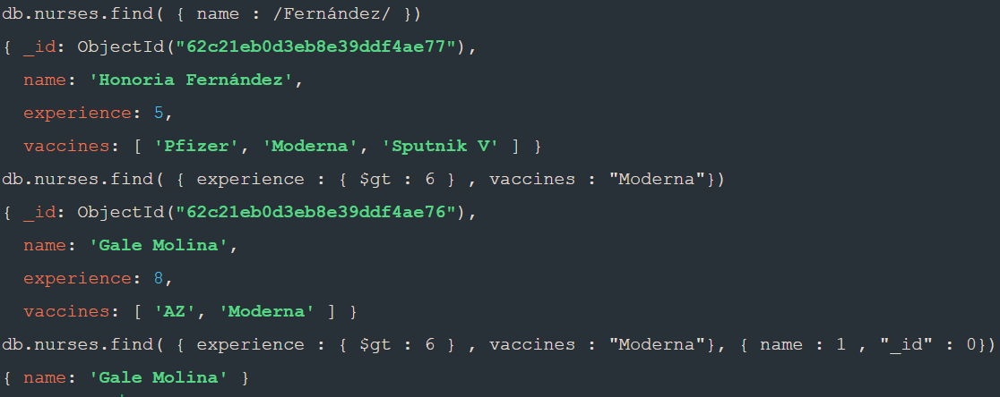 db.nurses.find( { name : /Fernández/ })
{ _id: ObjectId("62c21eb0d3eb8e39ddf4ae77"),
name: 'Honoria Fernández',
experience: 5,
vaccines: [ 'Pfizer', 'Moderna', 'Sputnik V' ] }
db.nurses.find( { experience : { $gt : 6 } , vaccines : "Moderna"})
{ _id: ObjectId("62c21eb0d3eb8e39ddf4ae76"),
name: 'Gale Molina',
experience: 8,
vaccines: [ 'AZ', 'Moderna' ] }
db.nurses.find( { experience : { $gt : 6 } , vaccines : "Moderna"}, { name : 1 , "_id" : 0})
{ name: 'Gale Molina' }